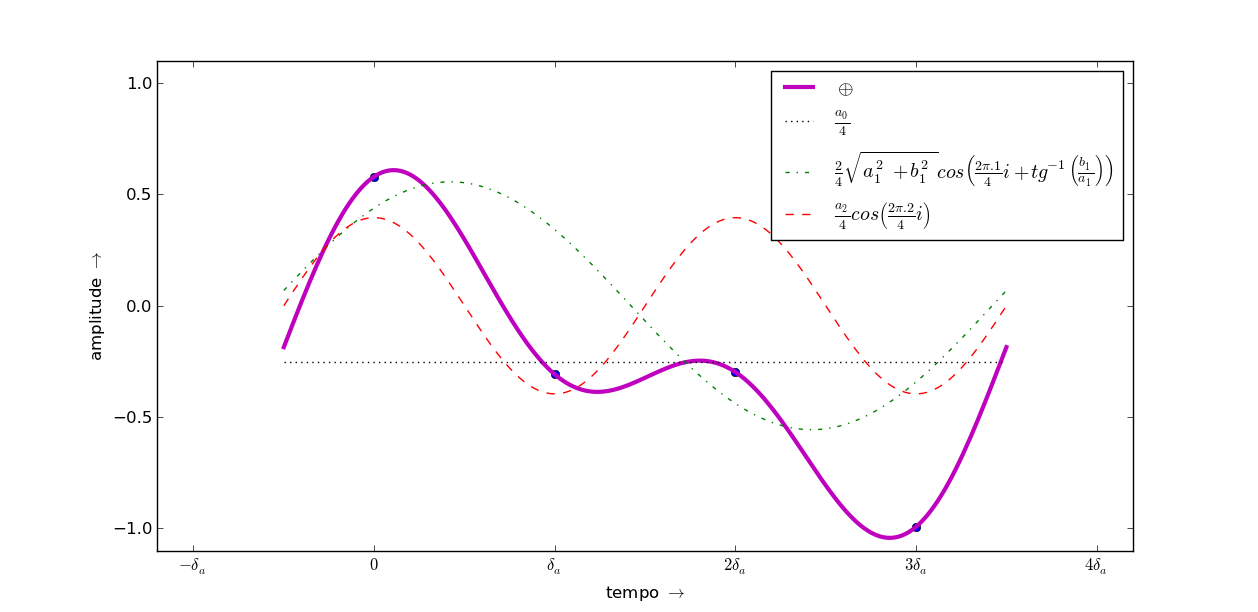 ⊕
a₀/4
2/4 √(a₁² + b₁²) cos(2π.1/4 i + tg⁻¹(b₁/a₁))
a₂/4 cos(2π.2/4 i)
1.0
0.5
0.0
−0.5
−1.0
amplitude →
−δₐ 0 δₐ 2δₐ 3δₐ 4δₐ
tempo →